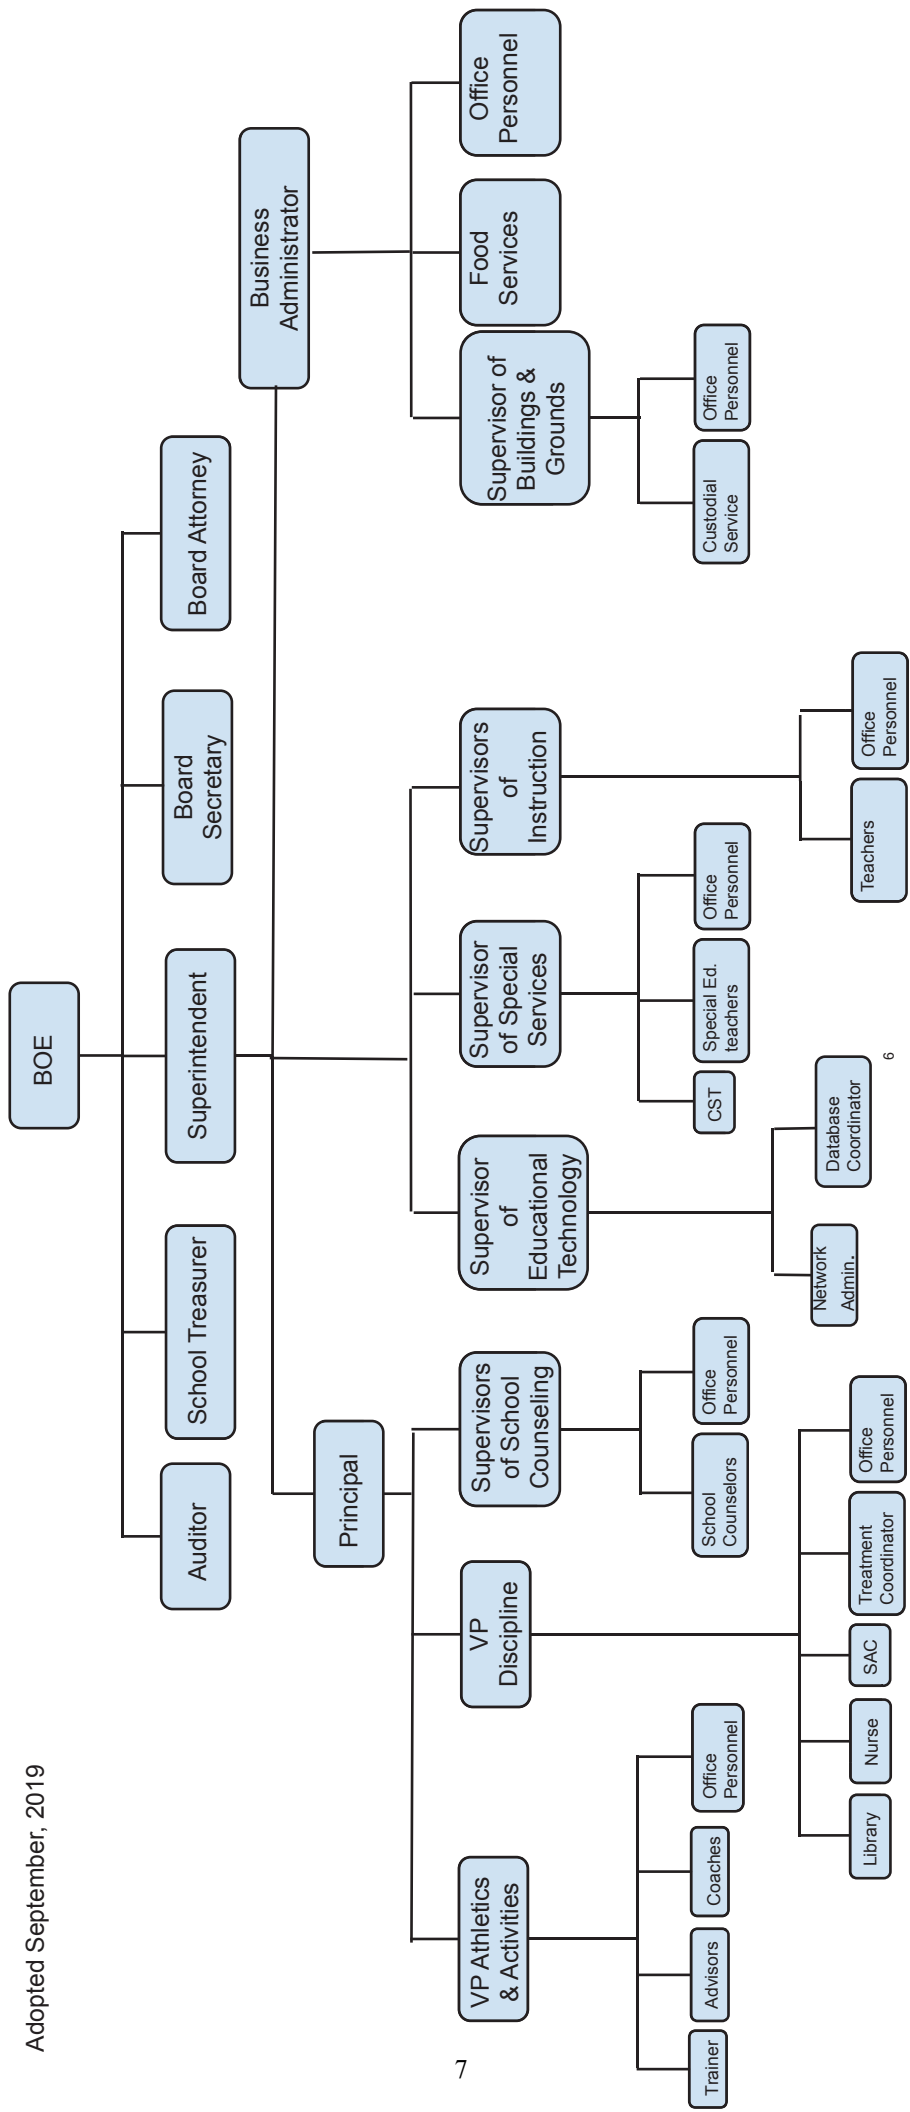 Adopted September, 2019
BOE
Auditor
School Treasurer
Superintendent
Board
Secretary
Board Attorney
Principal
Business
Administrator
VP Athletics
& Activities
VP
Discipline
Supervisors
of School
Counseling
Supervisor
of
Educational
Technology
Supervisor
of Special
Services
Supervisors
of
Instruction
Supervisor of
Buildings &
Grounds
Food
Services
Office
Personnel
Trainer
Advisors
Coaches
Office
Personnel
School
Counselors
Office
Personnel
CST
Special Ed.
teachers
Office
Personnel
Custodial
Service
Office
Personnel
Network
Admin.
Database
Coordinator
Library
Nurse
SAC
Treatment
Coordinator
Office
Personnel
Teachers
Office
Personnel
6
7